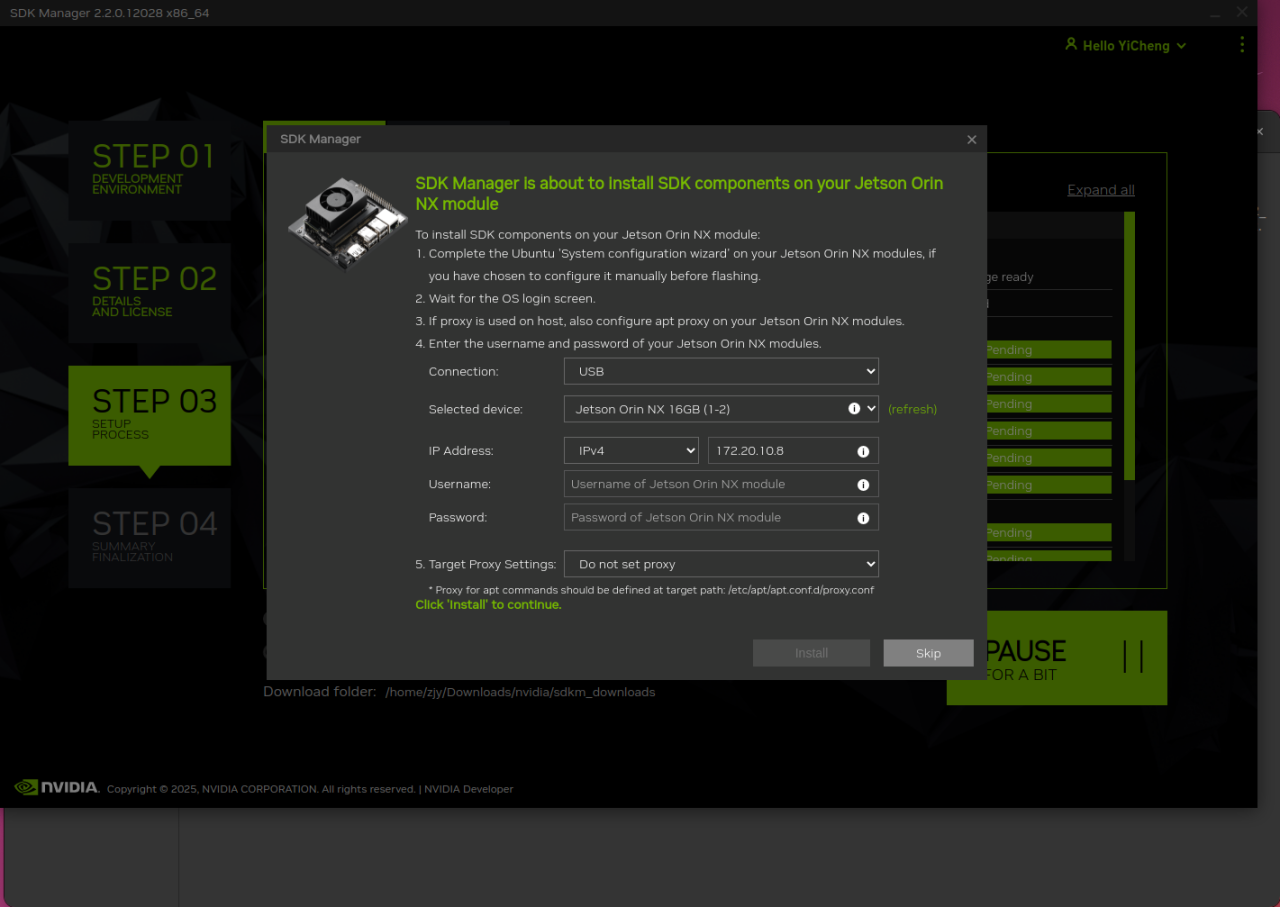 SDK Manager 2.2.0.12028 x86_64
Hello YiCheng
STEP 01
DEVELOPMENT
ENVIRONMENT
STEP 02
DETAILS
AND LICENSE
STEP 03
SETUP
PROCESS
STEP 04
SUMMARY
FINALIZATION
SDK Manager
SDK Manager is about to install SDK components on your Jetson Orin
NX module
To install SDK components on your Jetson Orin NX module:
1. Complete the Ubuntu 'System configuration wizard' on your Jetson Orin NX modules, if
you have chosen to configure it manually before flashing.
2. Wait for the OS login screen.
3. If proxy is used on host, also configure apt proxy on your Jetson Orin NX modules.
4. Enter the username and password of your Jetson Orin NX modules.
Connection: USB
Selected device: Jetson Orin NX 16GB (1-2) (refresh)
IP Address: IPv4 172.20.10.8
Username: Username of Jetson Orin NX module
Password: Password of Jetson Orin NX module
5. Target Proxy Settings: Do not set proxy
* Proxy for apt commands should be defined at target path: /etc/apt/apt.conf.d/proxy.conf
Click 'Install' to continue.
Install Skip
Expand all
ready
Pending
Pending
Pending
Pending
Pending
Pending
Pending
Pending
PAUSE
FOR A BIT
Download folder: /home/zjy/Downloads/nvidia/sdkm_downloads
NVIDIA. Copyright © 2025, NVIDIA CORPORATION. All rights reserved. | NVIDIA Developer